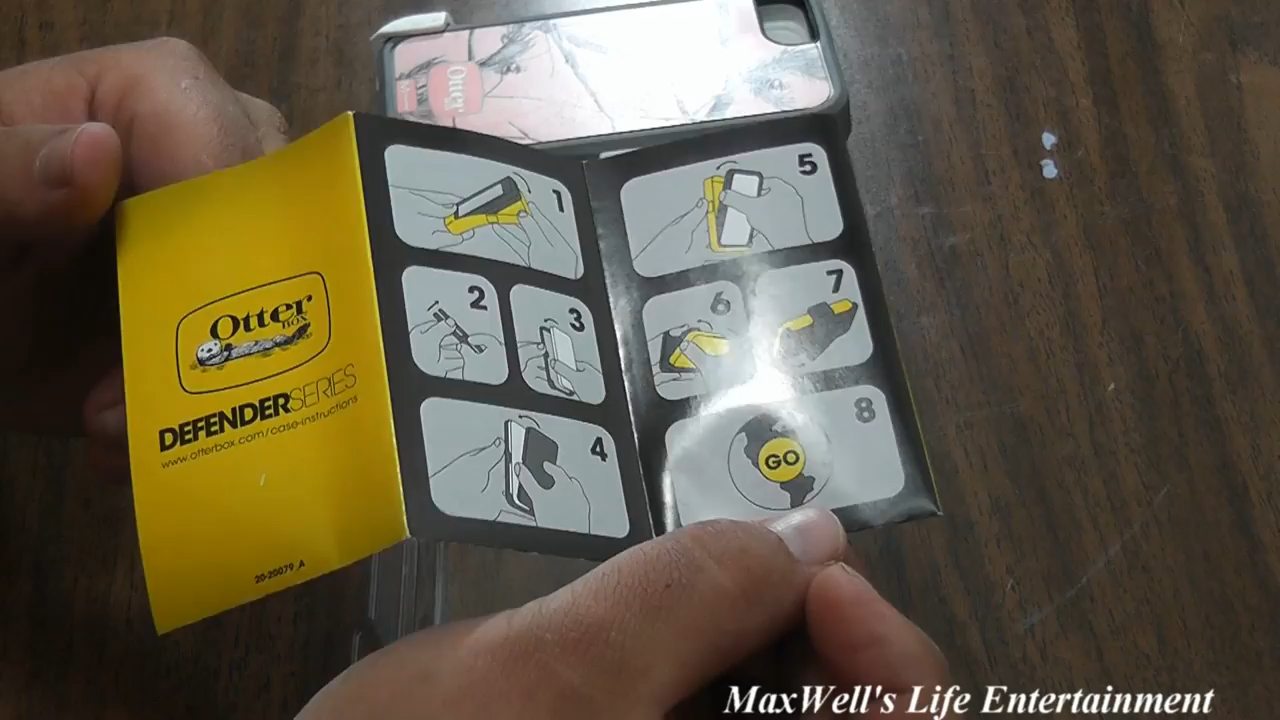 Otter
Otter
BOX
DEFENDERSERIES
www.otterbox.com/case-instructions
20-20079 A
1
2
3
4
5
6
7
8
GO
MaxWell's Life Entertainment